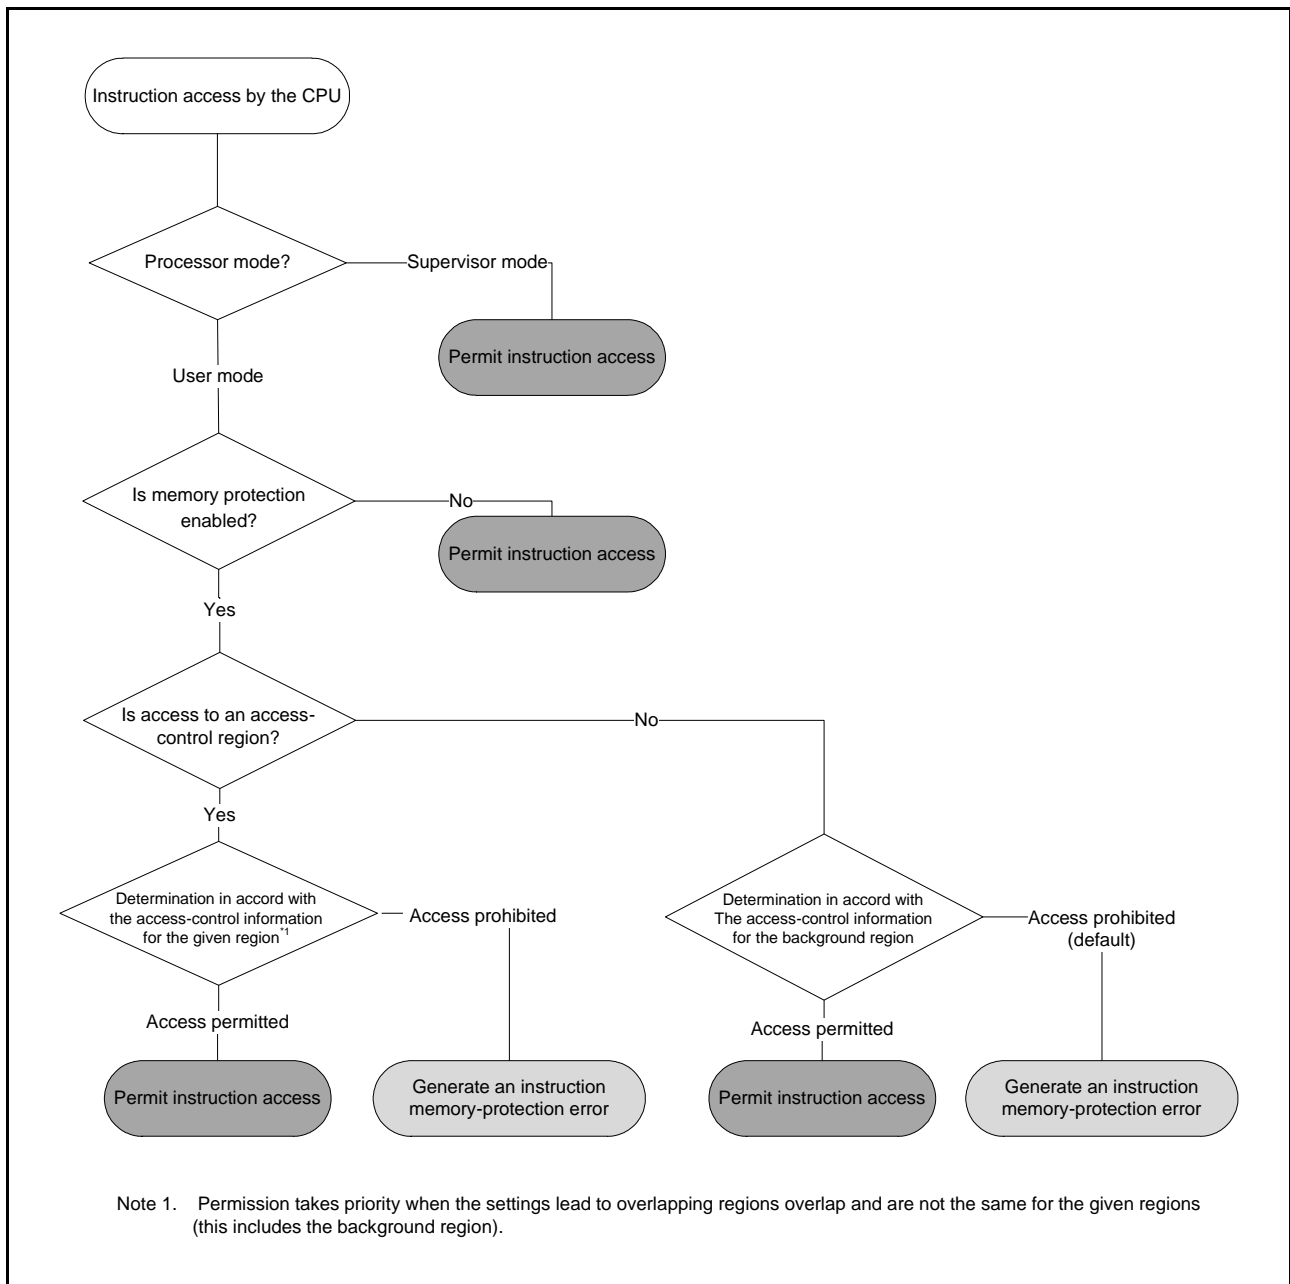 Instruction access by the CPU
Processor mode?
Supervisor mode
Permit instruction access
User mode
Is memory protection
enabled?
No
Permit instruction access
Yes
Is access to an access-
control region?
No
Yes
Determination in accord with
the access-control information
for the given region*1
Access prohibited
Determination in accord with
The access-control information
for the background region
Access prohibited
(default)
Access permitted
Access permitted
Permit instruction access
Generate an instruction
memory-protection error
Permit instruction access
Generate an instruction
memory-protection error
Note 1. Permission takes priority when the settings lead to overlapping regions overlap and are not the same for the given regions
(this includes the background region).